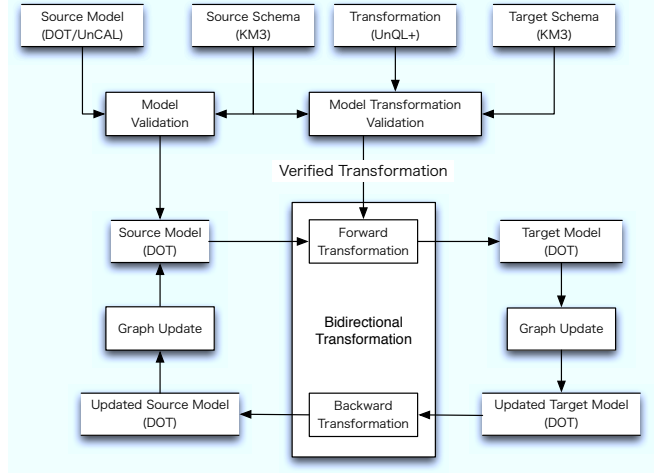 Source Model
(DOT/UnCAL)
Source Schema
(KM3)
Transformation
(UnQL+)
Target Schema
(KM3)
Model
Validation
Model Transformation
Validation
Verified Transformation
Source Model
(DOT)
Forward
Transformation
Target Model
(DOT)
Graph Update
Bidirectional
Transformation
Graph Update
Updated Source Model
(DOT)
Backward
Transformation
Updated Target Model
(DOT)